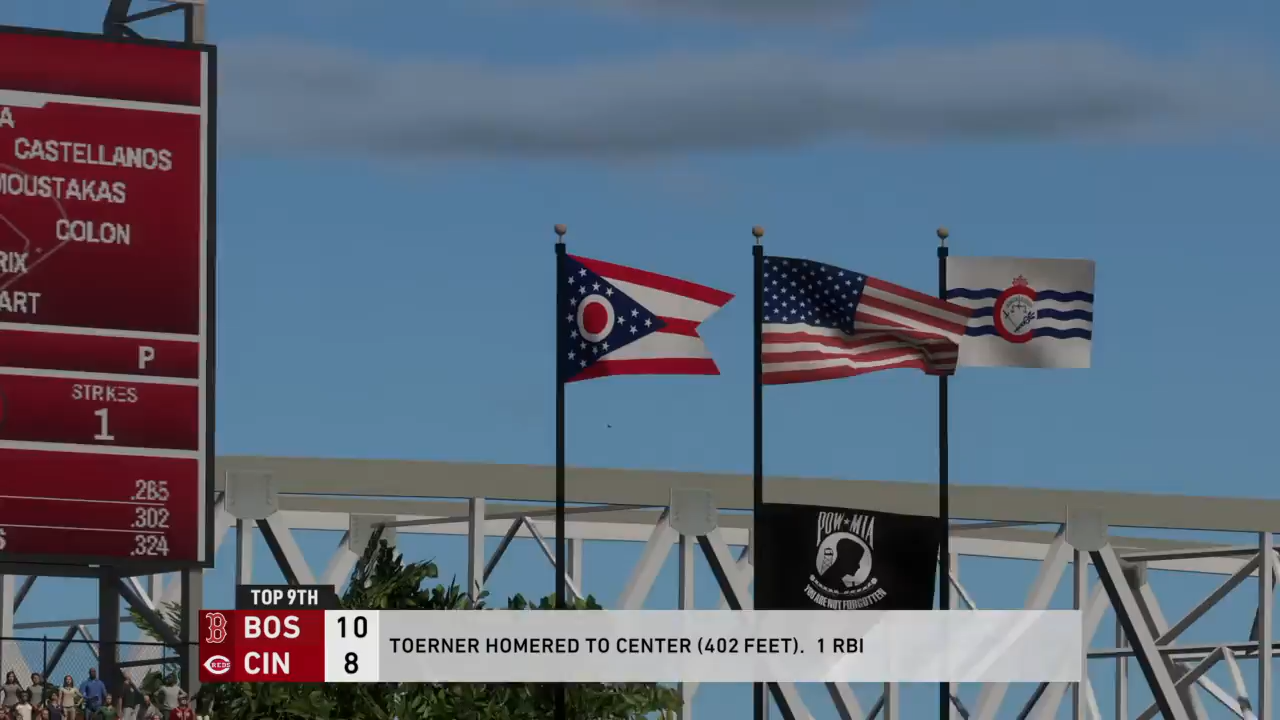 A
CASTELLANOS
MOUSTAKAS
COLON
RIX
ART
P
STRIKES
1
.285
.302
S .324
POW★MIA
YOU ARE NOT FORGOTTEN
TOP 9TH
B BOS 10
REDS CIN 8
TOERNER HOMERED TO CENTER (402 FEET). 1 RBI